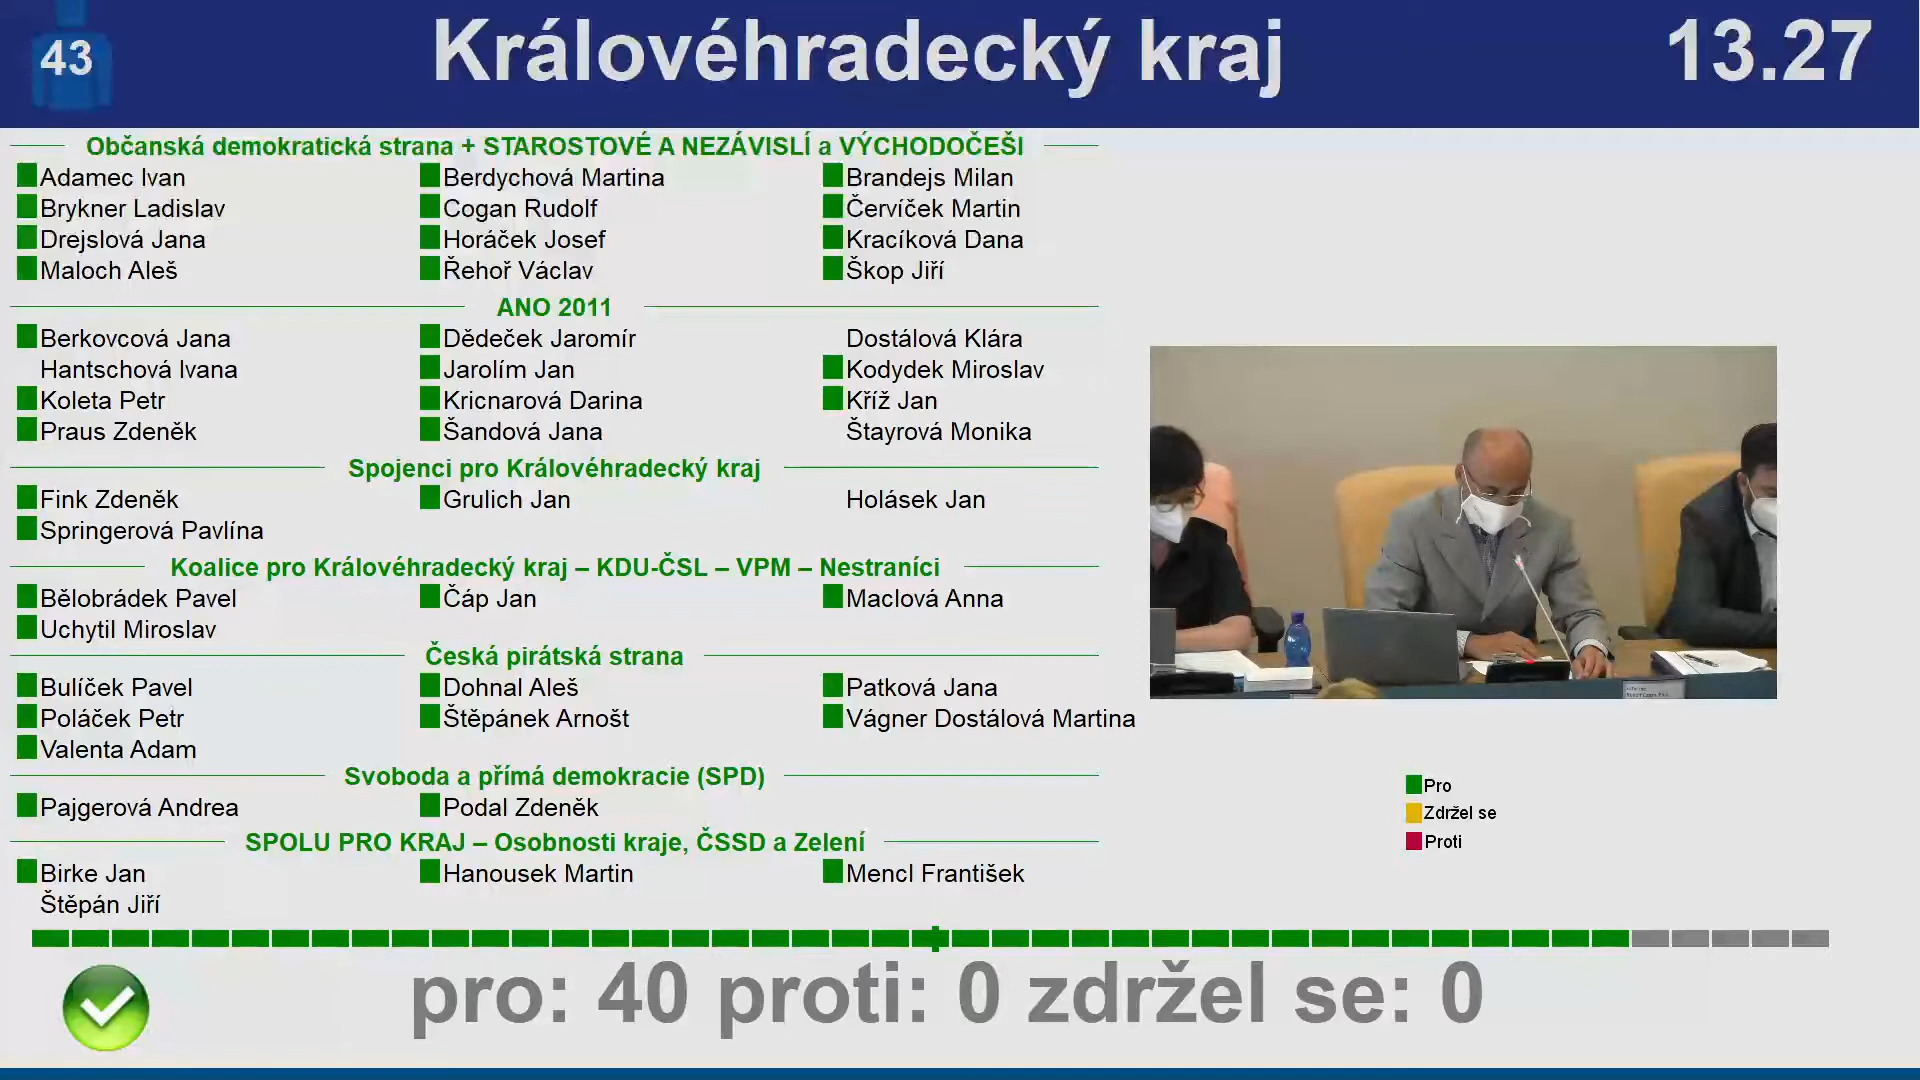 43 Královéhradecký kraj 13.27
Občanská demokratická strana + STAROSTOVÉ A NEZÁVISLÍ a VÝCHODOČEŠI
Adamec Ivan Berdychová Martina Brandejs Milan
Brykner Ladislav Cogan Rudolf Červíček Martin
Drejslová Jana Horáček Josef Kracíková Dana
Maloch Aleš Řehoř Václav Škop Jiří
ANO 2011
Berkovcová Jana Dědeček Jaromír Dostálová Klára
Hantschová Ivana Jarolím Jan Kodydek Miroslav
Koleta Petr Kricnarová Darina Kříž Jan
Praus Zdeněk Šandová Jana Štayrová Monika
Spojenci pro Královéhradecký kraj
Fink Zdeněk Grulich Jan Holásek Jan
Springerová Pavlína
Koalice pro Královéhradecký kraj – KDU-ČSL – VPM – Nestraníci
Bělobrádek Pavel Čáp Jan Maclová Anna
Uchytil Miroslav
Česká pirátská strana
Bulíček Pavel Dohnal Aleš Patková Jana
Poláček Petr Štěpánek Arnošt Vágner Dostálová Martina
Valenta Adam
Svoboda a přímá demokracie (SPD)
Pajgerová Andrea Podal Zdeněk
SPOLU PRO KRAJ – Osobnosti kraje, ČSSD a Zelení
Birke Jan Hanousek Martin Mencl František
Štěpán Jiří
Pro
Zdržel se
Proti
pro: 40 proti: 0 zdržel se: 0